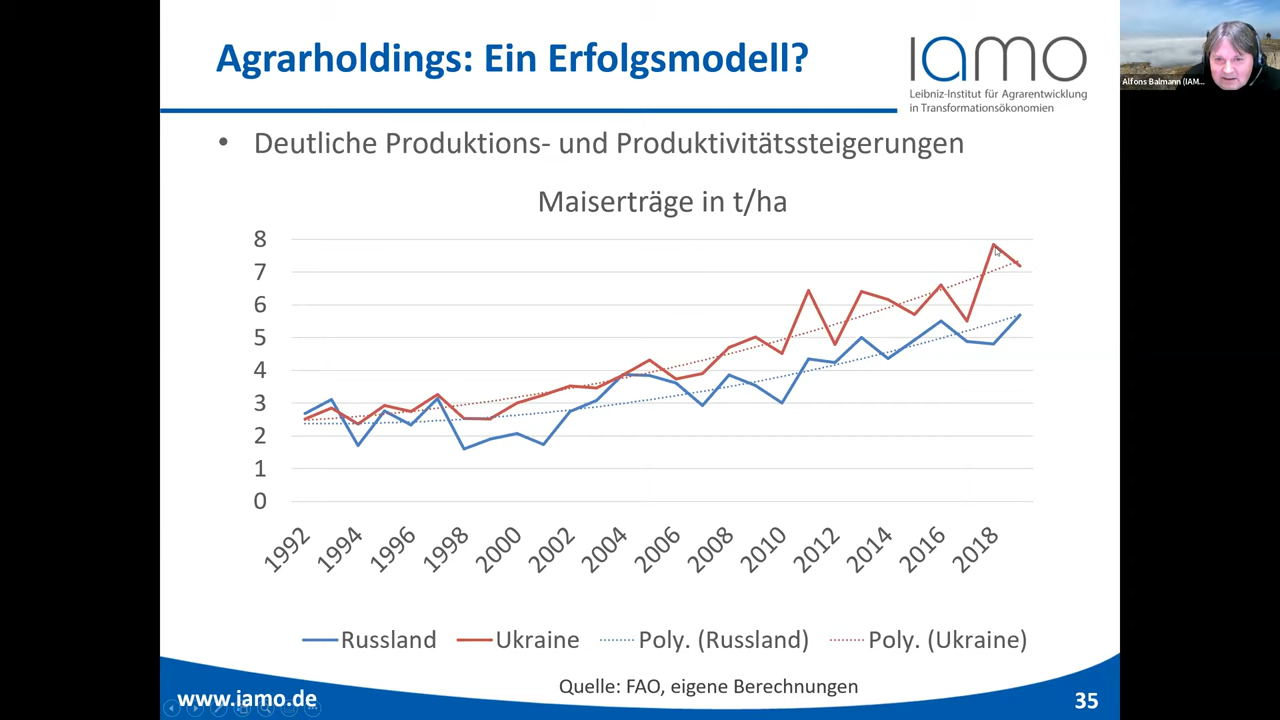 Agrarholdings: Ein Erfolgsmodell?
iamo
Leibniz-Institut für Agrarentwicklung
in Transformationsökonomien
Alfons Balmann (IAM...
• Deutliche Produktions- und Produktivitätssteigerungen
Maiserträge in t/ha
8
7
6
5
4
3
2
1
0
1992 1994 1996 1998 2000 2002 2004 2006 2008 2010 2012 2014 2016 2018
Russland Ukraine Poly. (Russland) Poly. (Ukraine)
Quelle: FAO, eigene Berechnungen
www.iamo.de
35